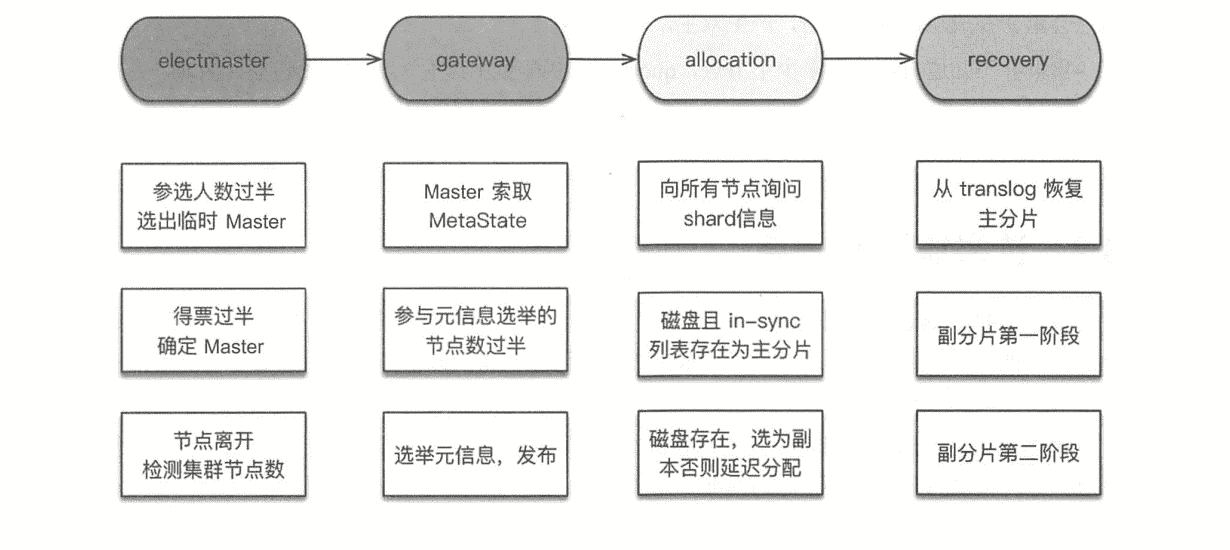 electmaster
gateway
allocation
recovery
参选人数过半
选出临时 Master
Master 索取
MetaState
向所有节点询问
shard信息
从 translog 恢复
主分片
得票过半
确定 Master
参与元信息选举的
节点数过半
磁盘且 in-sync
列表存在为主分片
副分片第一阶段
节点离开
检测集群节点数
选举元信息，发布
磁盘存在，选为副
本否则延迟分配
副分片第二阶段